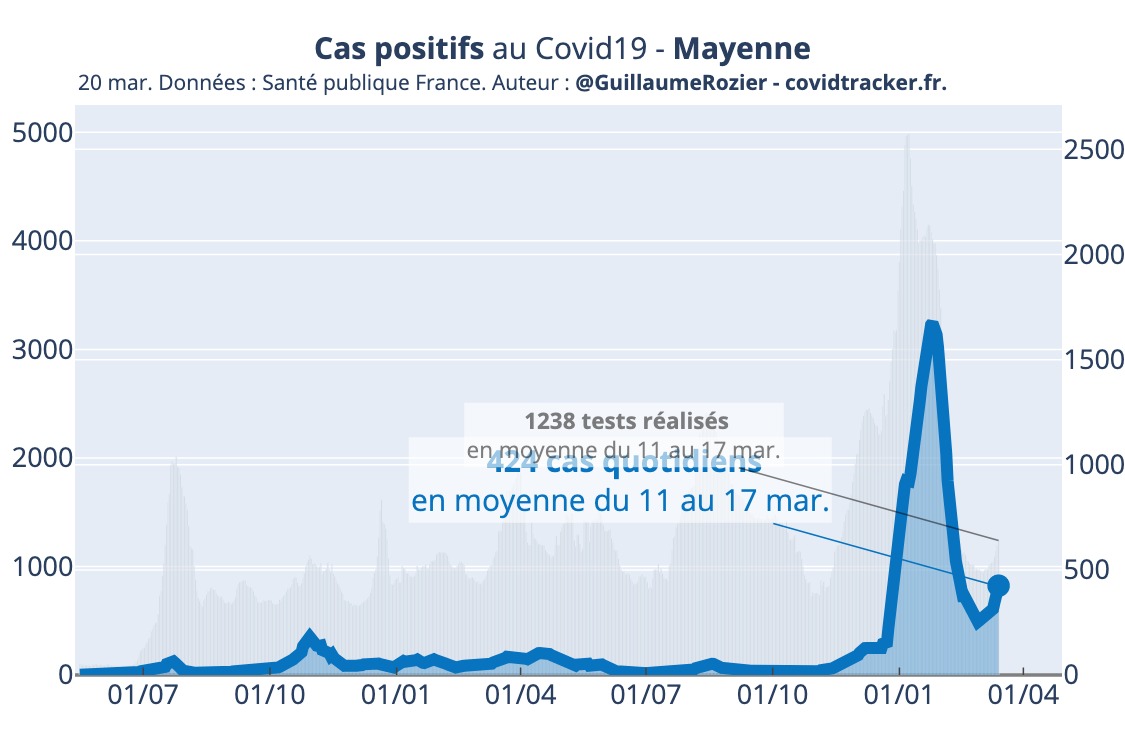 Cas positifs au Covid19 - Mayenne
20 mar. Données : Santé publique France. Auteur : @GuillaumeRozier - covidtracker.fr.
5000
4000
3000
2000
1000
0
2500
2000
1500
1000
500
0
1238 tests réalisés
en moyenne du 11 au 17 mar.
424 cas quotidiens
en moyenne du 11 au 17 mar.
01/07 01/10 01/01 01/04 01/07 01/10 01/01 01/04